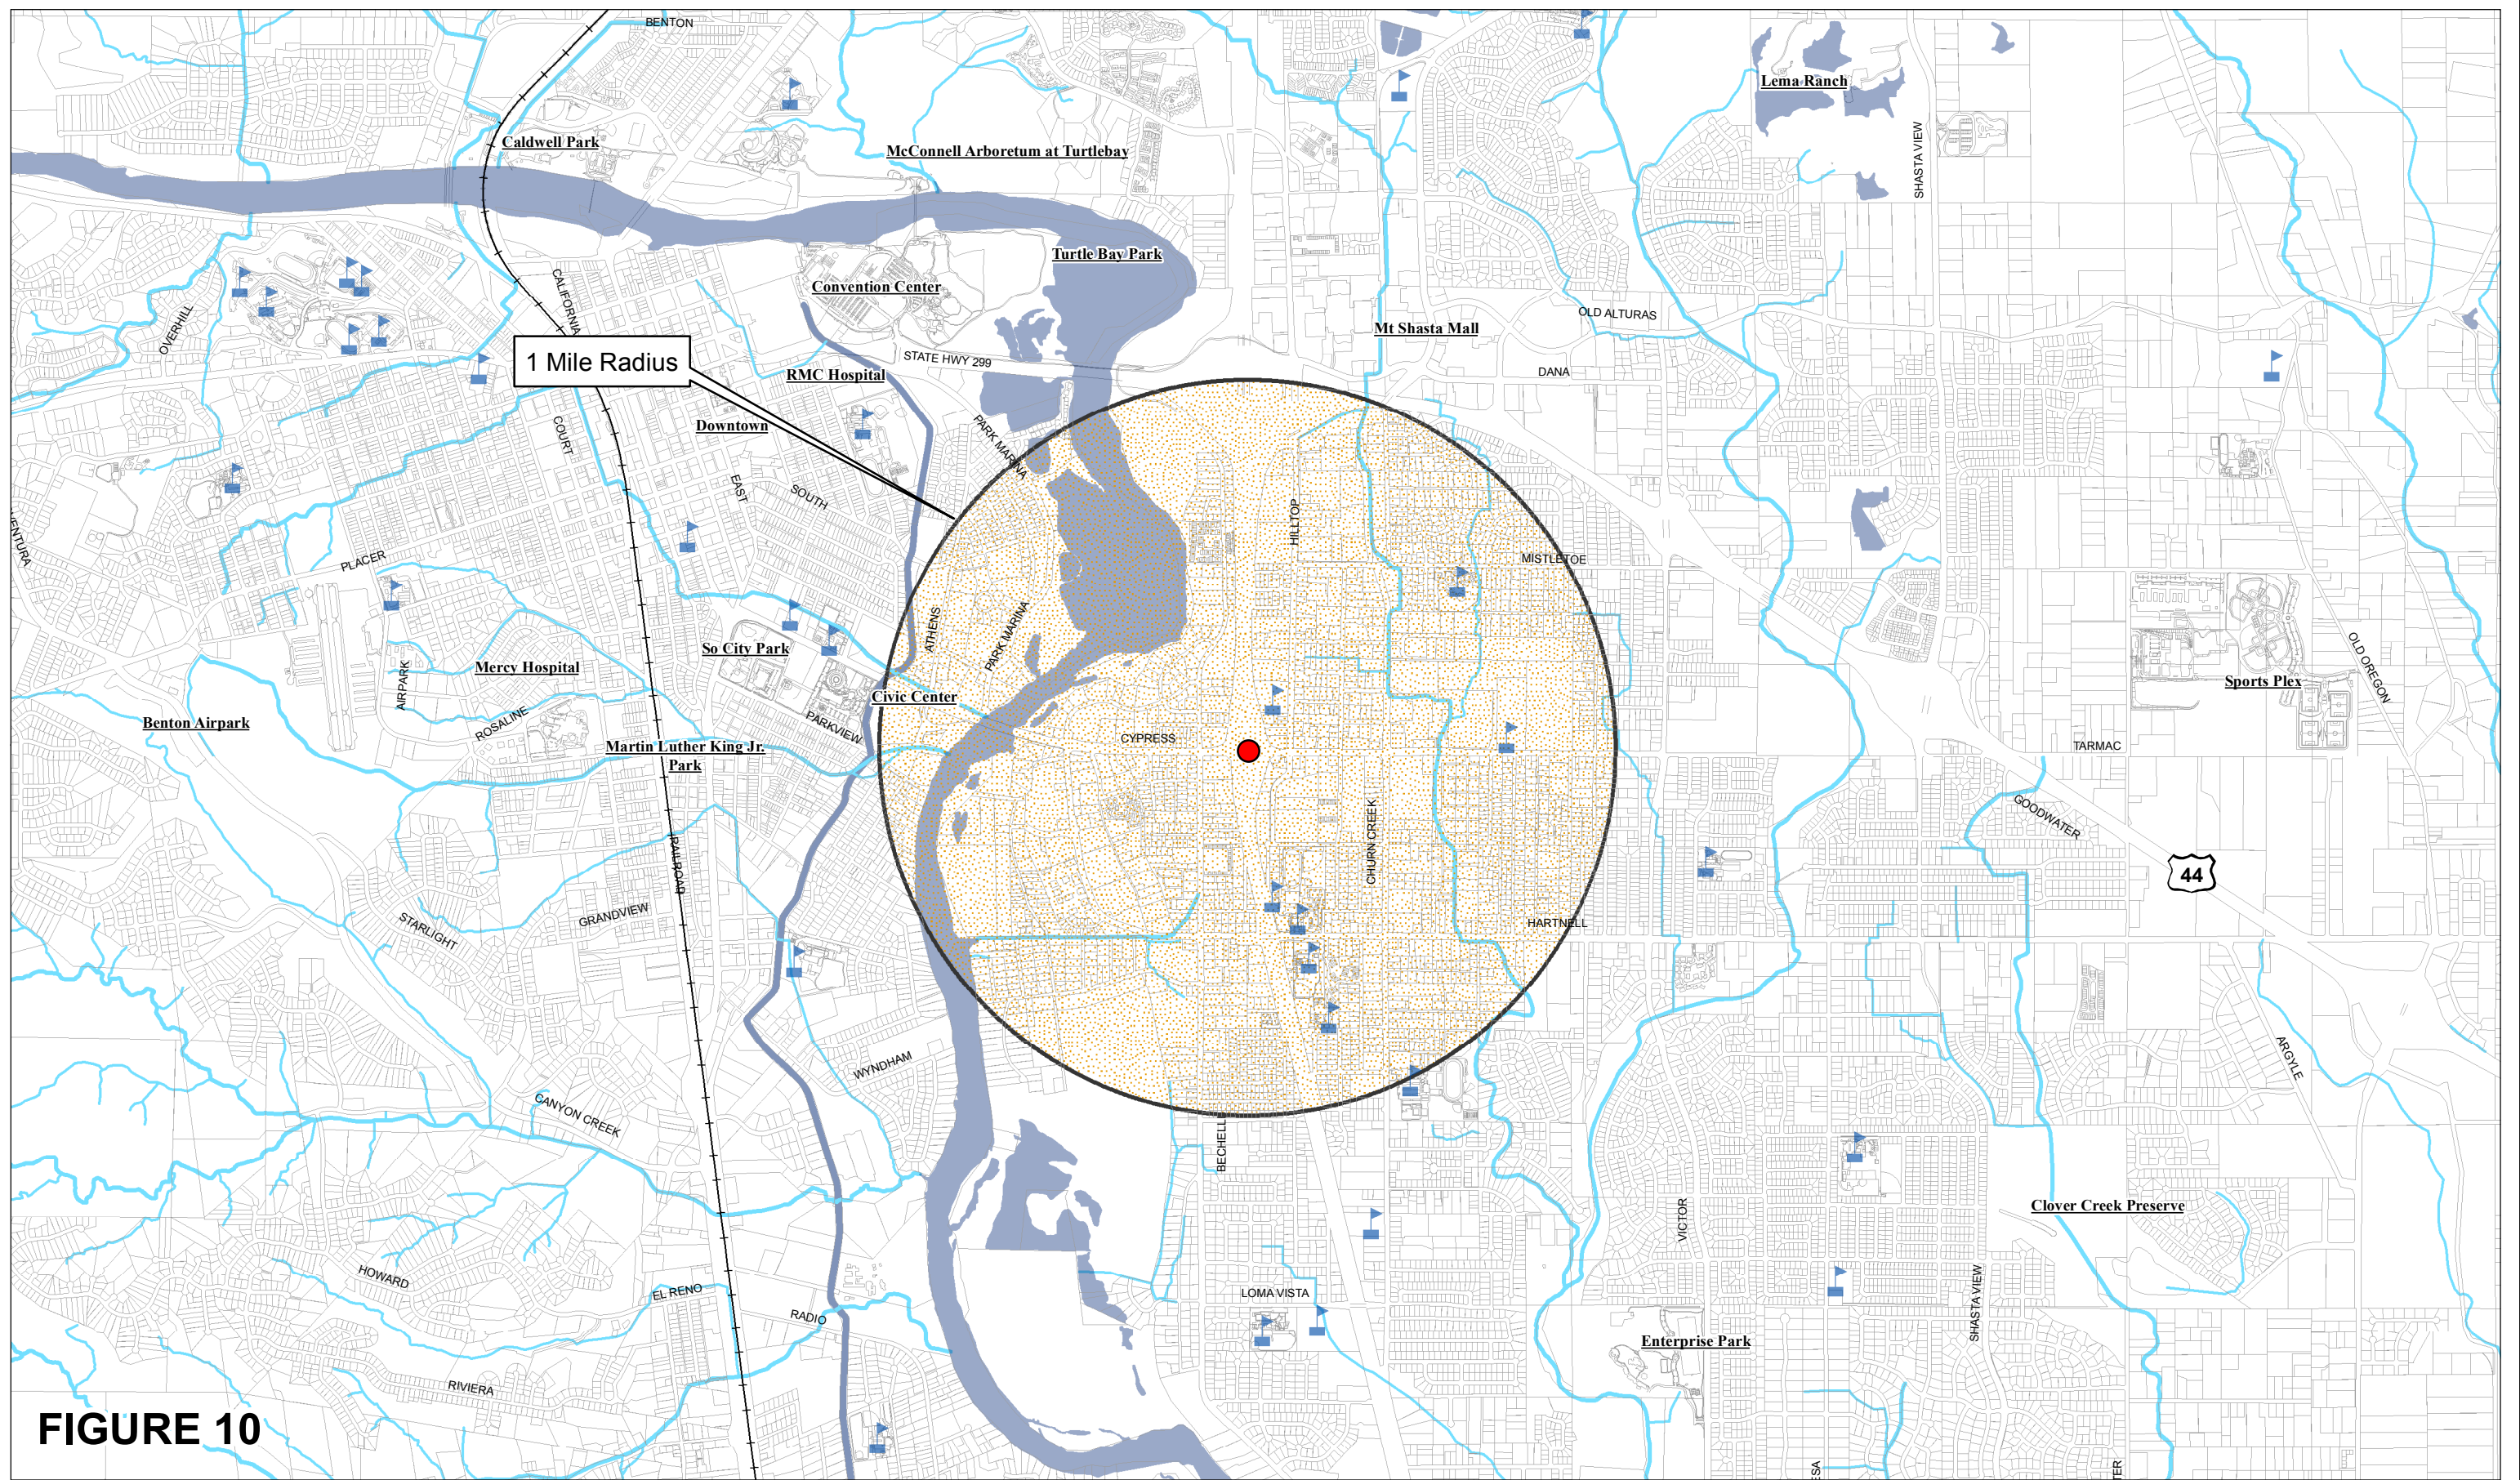 BENTON
Lema Ranch
Caldwell Park
McConnell Arboretum at Turtlebay
SHASTA VIEW
Turtle Bay Park
Convention Center
CALIFORNIA
OVERHILL
OLD ALTURAS
Mt Shasta Mall
1 Mile Radius
STATE HWY 299
RMC Hospital
DANA
Downtown
COURT
PARK MARINA
EAST
SOUTH
HILLTOP
PLACER
MISTLETOE
ATHENS
PARK MARINA
So City Park
Mercy Hospital
AIRPARK
OLD OREGON
Sports Plex
Civic Center
Benton Airpark
ROSALINE
PARKVIEW
CYPRESS
Martin Luther King Jr.
Park
TARMAC
GOODWATER
CHURN CREEK
RAILROAD
44
GRANDVIEW
STARLIGHT
HARTNELL
ARGYLE
WYNDHAM
CANYON CREEK
VICTOR
Clover Creek Preserve
HOWARD
EL RENO
LOMA VISTA
RADIO
SHASTA VIEW
Enterprise Park
RIVIERA
FIGURE 10